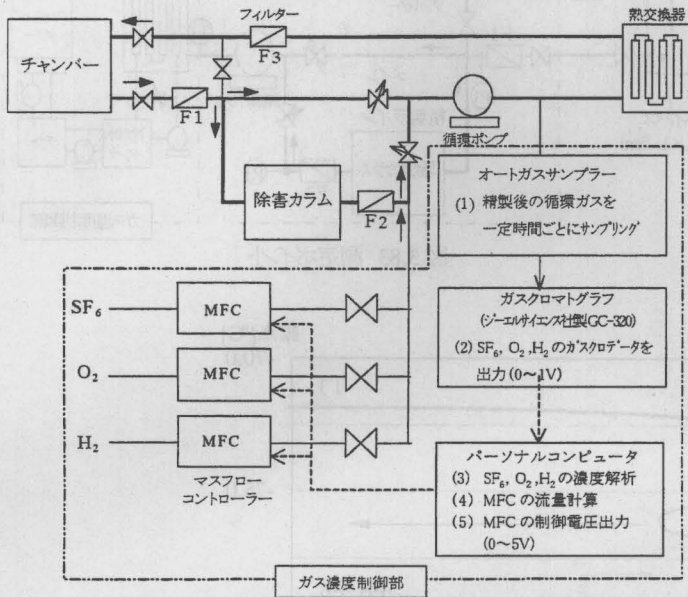 フィルター
熱交換器
チャンバー
F3
F1
循環ポンプ
除害カラム
F2
オートガスサンプラー
(1) 精製後の循環ガスを
一定時間ごとにサンプリング
ガスクロマトグラフ
(ジーエルサイエンス社製GC-320)
(2) SF₆, O₂,H₂のガスクロデータを
出力(0～1V)
SF₆
MFC
O₂
MFC
H₂
MFC
マスフロー
コントローラー
パーソナルコンピュータ
(3) SF₆, O₂,H₂の濃度解析
(4) MFCの流量計算
(5) MFCの制御電圧出力
(0～5V)
ガス濃度制御部